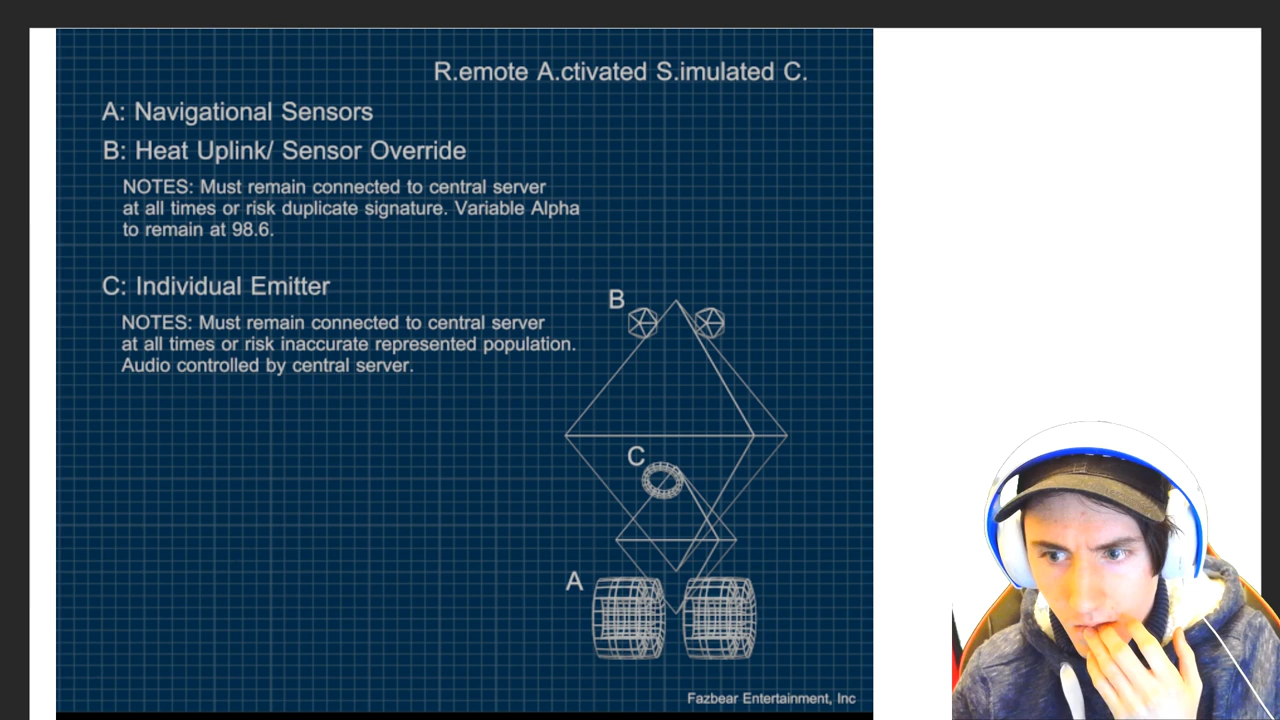 R.emote A.ctivated S.imulated C.
A: Navigational Sensors
B: Heat Uplink/ Sensor Override
NOTES: Must remain connected to central server
at all times or risk duplicate signature. Variable Alpha
to remain at 98.6.
C: Individual Emitter
NOTES: Must remain connected to central server
at all times or risk inaccurate represented population.
Audio controlled by central server.
B
C
A
Fazbear Entertainment, Inc